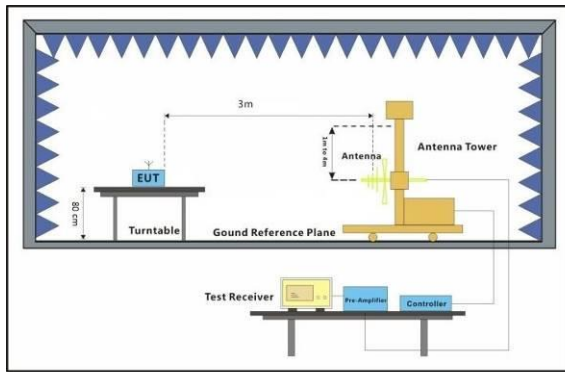 3m
1m to 4m
Antenna
Antenna Tower
EUT
80 cm
Turntable
Gound Reference Plane
Test Receiver
Pre-Amplifier
Controller